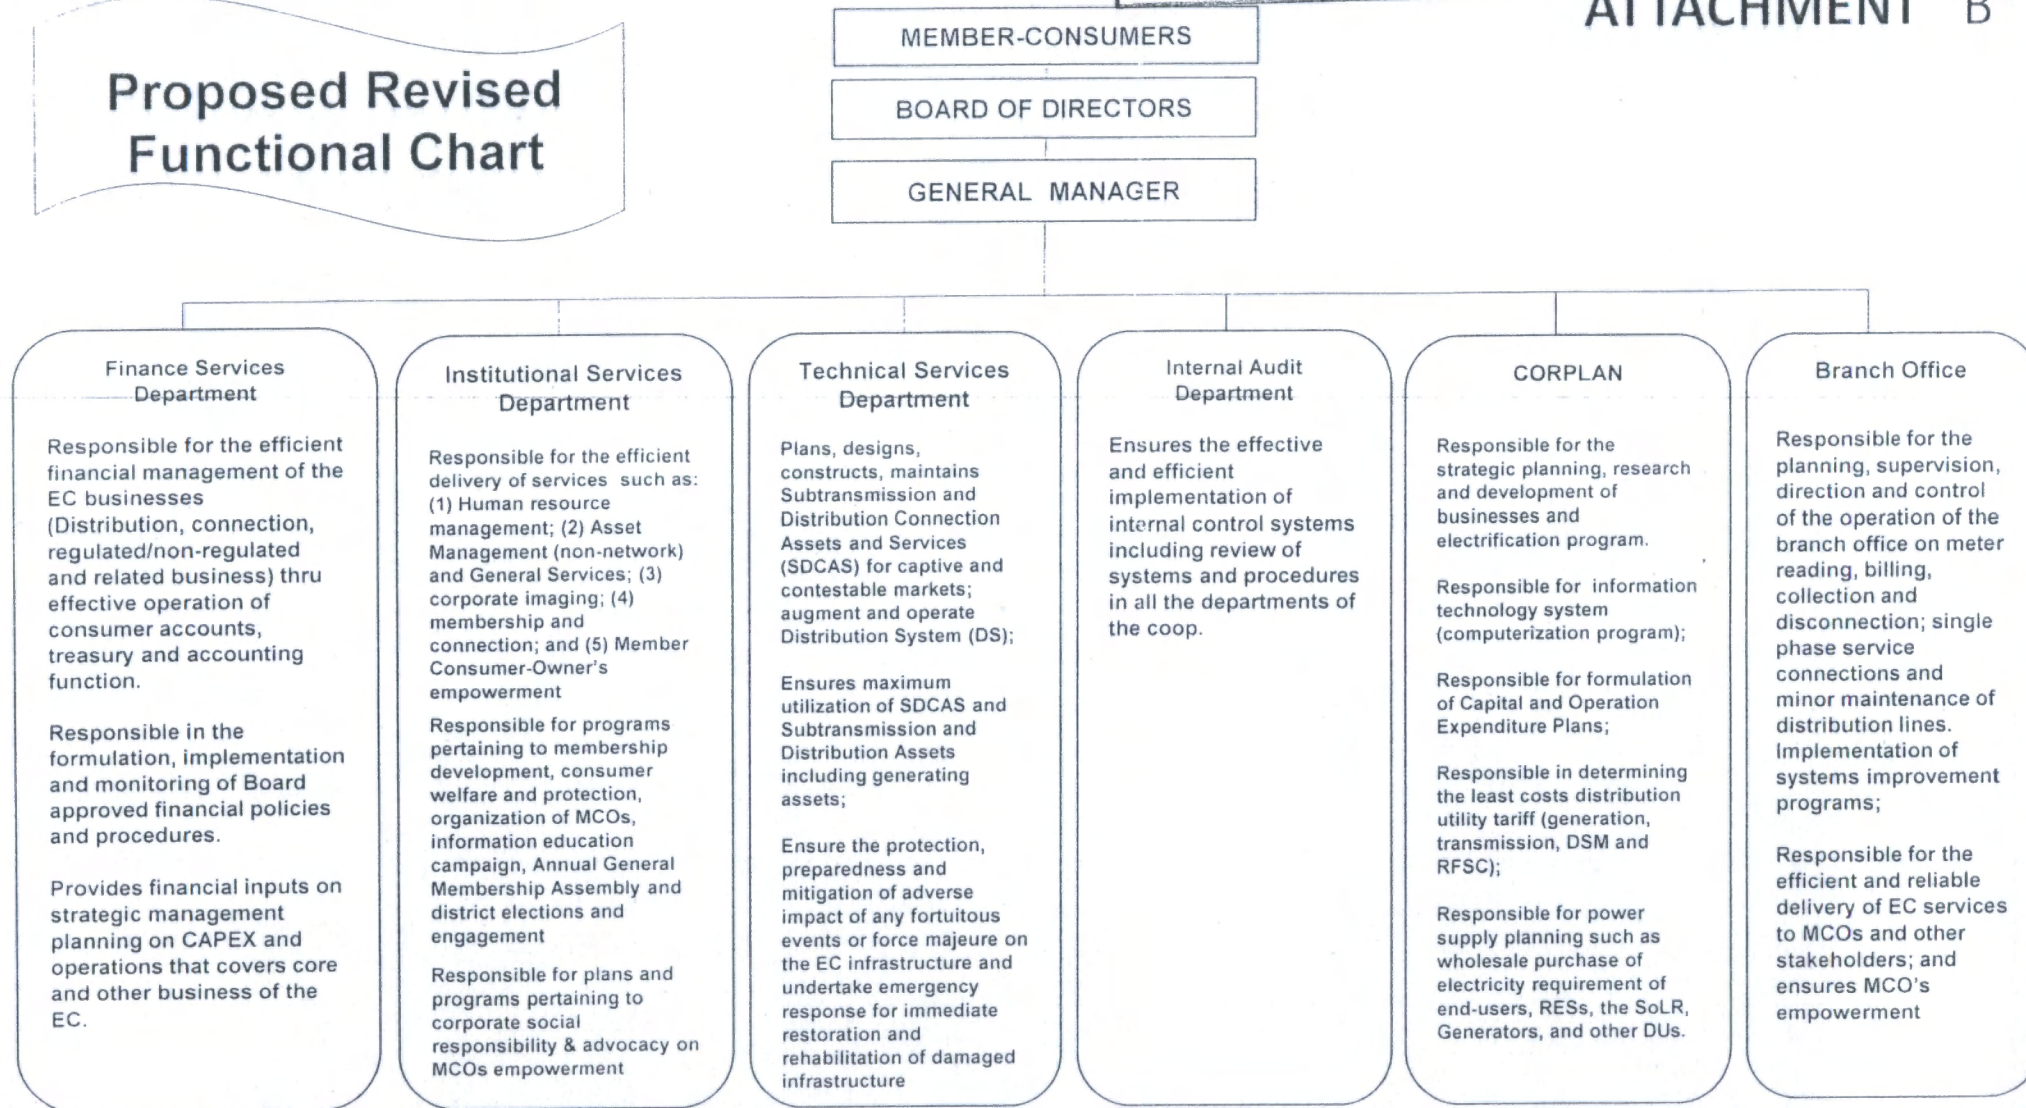 ATTACHMENT B
Proposed Revised
Functional Chart
MEMBER-CONSUMERS
BOARD OF DIRECTORS
GENERAL MANAGER
Finance Services
Department
Responsible for the efficient
financial management of the
EC businesses
(Distribution, connection,
regulated/non-regulated
and related business) thru
effective operation of
consumer accounts,
treasury and accounting
function.
Responsible in the
formulation, implementation
and monitoring of Board
approved financial policies
and procedures.
Provides financial inputs on
strategic management
planning on CAPEX and
operations that covers core
and other business of the
EC.
Institutional Services
Department
Responsible for the efficient
delivery of services such as:
(1) Human resource
management; (2) Asset
Management (non-network)
and General Services; (3)
corporate imaging; (4)
membership and
connection; and (5) Member
Consumer-Owner's
empowerment
Responsible for programs
pertaining to membership
development, consumer
welfare and protection,
organization of MCOs,
information education
campaign, Annual General
Membership Assembly and
district elections and
engagement
Responsible for plans and
programs pertaining to
corporate social
responsibility & advocacy on
MCOs empowerment
Technical Services
Department
Plans, designs,
constructs, maintains
Subtransmission and
Distribution Connection
Assets and Services
(SDCAS) for captive and
contestable markets;
augment and operate
Distribution System (DS);
Ensures maximum
utilization of SDCAS and
Subtransmission and
Distribution Assets
including generating
assets;
Ensure the protection,
preparedness and
mitigation of adverse
impact of any fortuitous
events or force majeure on
the EC infrastructure and
undertake emergency
response for immediate
restoration and
rehabilitation of damaged
infrastructure
Internal Audit
Department
Ensures the effective
and efficient
implementation of
internal control systems
including review of
systems and procedures
in all the departments of
the coop.
CORPLAN
Responsible for the
strategic planning, research
and development of
businesses and
electrification program.
Responsible for information
technology system
(computerization program);
Responsible for formulation
of Capital and Operation
Expenditure Plans;
Responsible in determining
the least costs distribution
utility tariff (generation,
transmission, DSM and
RFSC);
Responsible for power
supply planning such as
wholesale purchase of
electricity requirement of
end-users, RESs, the SoLR,
Generators, and other DUs.
Branch Office
Responsible for the
planning, supervision,
direction and control
of the operation of the
branch office on meter
reading, billing,
collection and
disconnection; single
phase service
connections and
minor maintenance of
distribution lines.
Implementation of
systems improvement
programs;
Responsible for the
efficient and reliable
delivery of EC services
to MCOs and other
stakeholders; and
ensures MCO's
empowerment